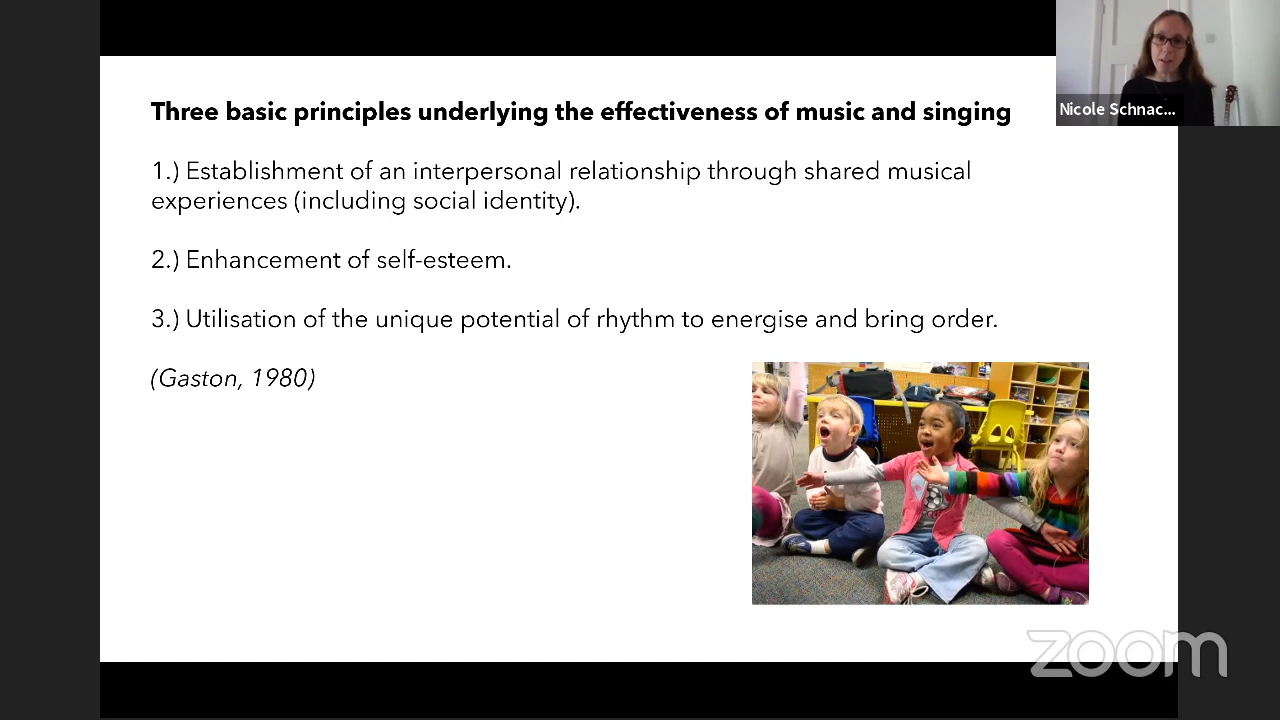 Three basic principles underlying the effectiveness of music and singing
Nicole Schnac...
1.) Establishment of an interpersonal relationship through shared musical
experiences (including social identity).
2.) Enhancement of self-esteem.
3.) Utilisation of the unique potential of rhythm to energise and bring order.
(Gaston, 1980)
zoom